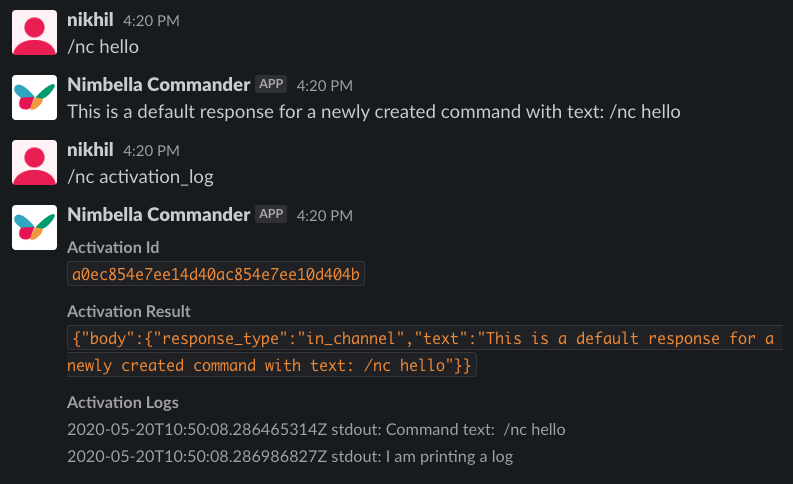 nikhil 4:20 PM
/nc hello
Nimbella Commander APP 4:20 PM
This is a default response for a newly created command with text: /nc hello
nikhil 4:20 PM
/nc activation_log
Nimbella Commander APP 4:20 PM
Activation Id
a0ec854e7ee14d40ac854e7ee10d404b
Activation Result
{"body":{"response_type":"in_channel","text":"This is a default response for a
newly created command with text: /nc hello"}}
Activation Logs
2020-05-20T10:50:08.286465314Z stdout: Command text:  /nc hello
2020-05-20T10:50:08.286986827Z stdout: I am printing a log